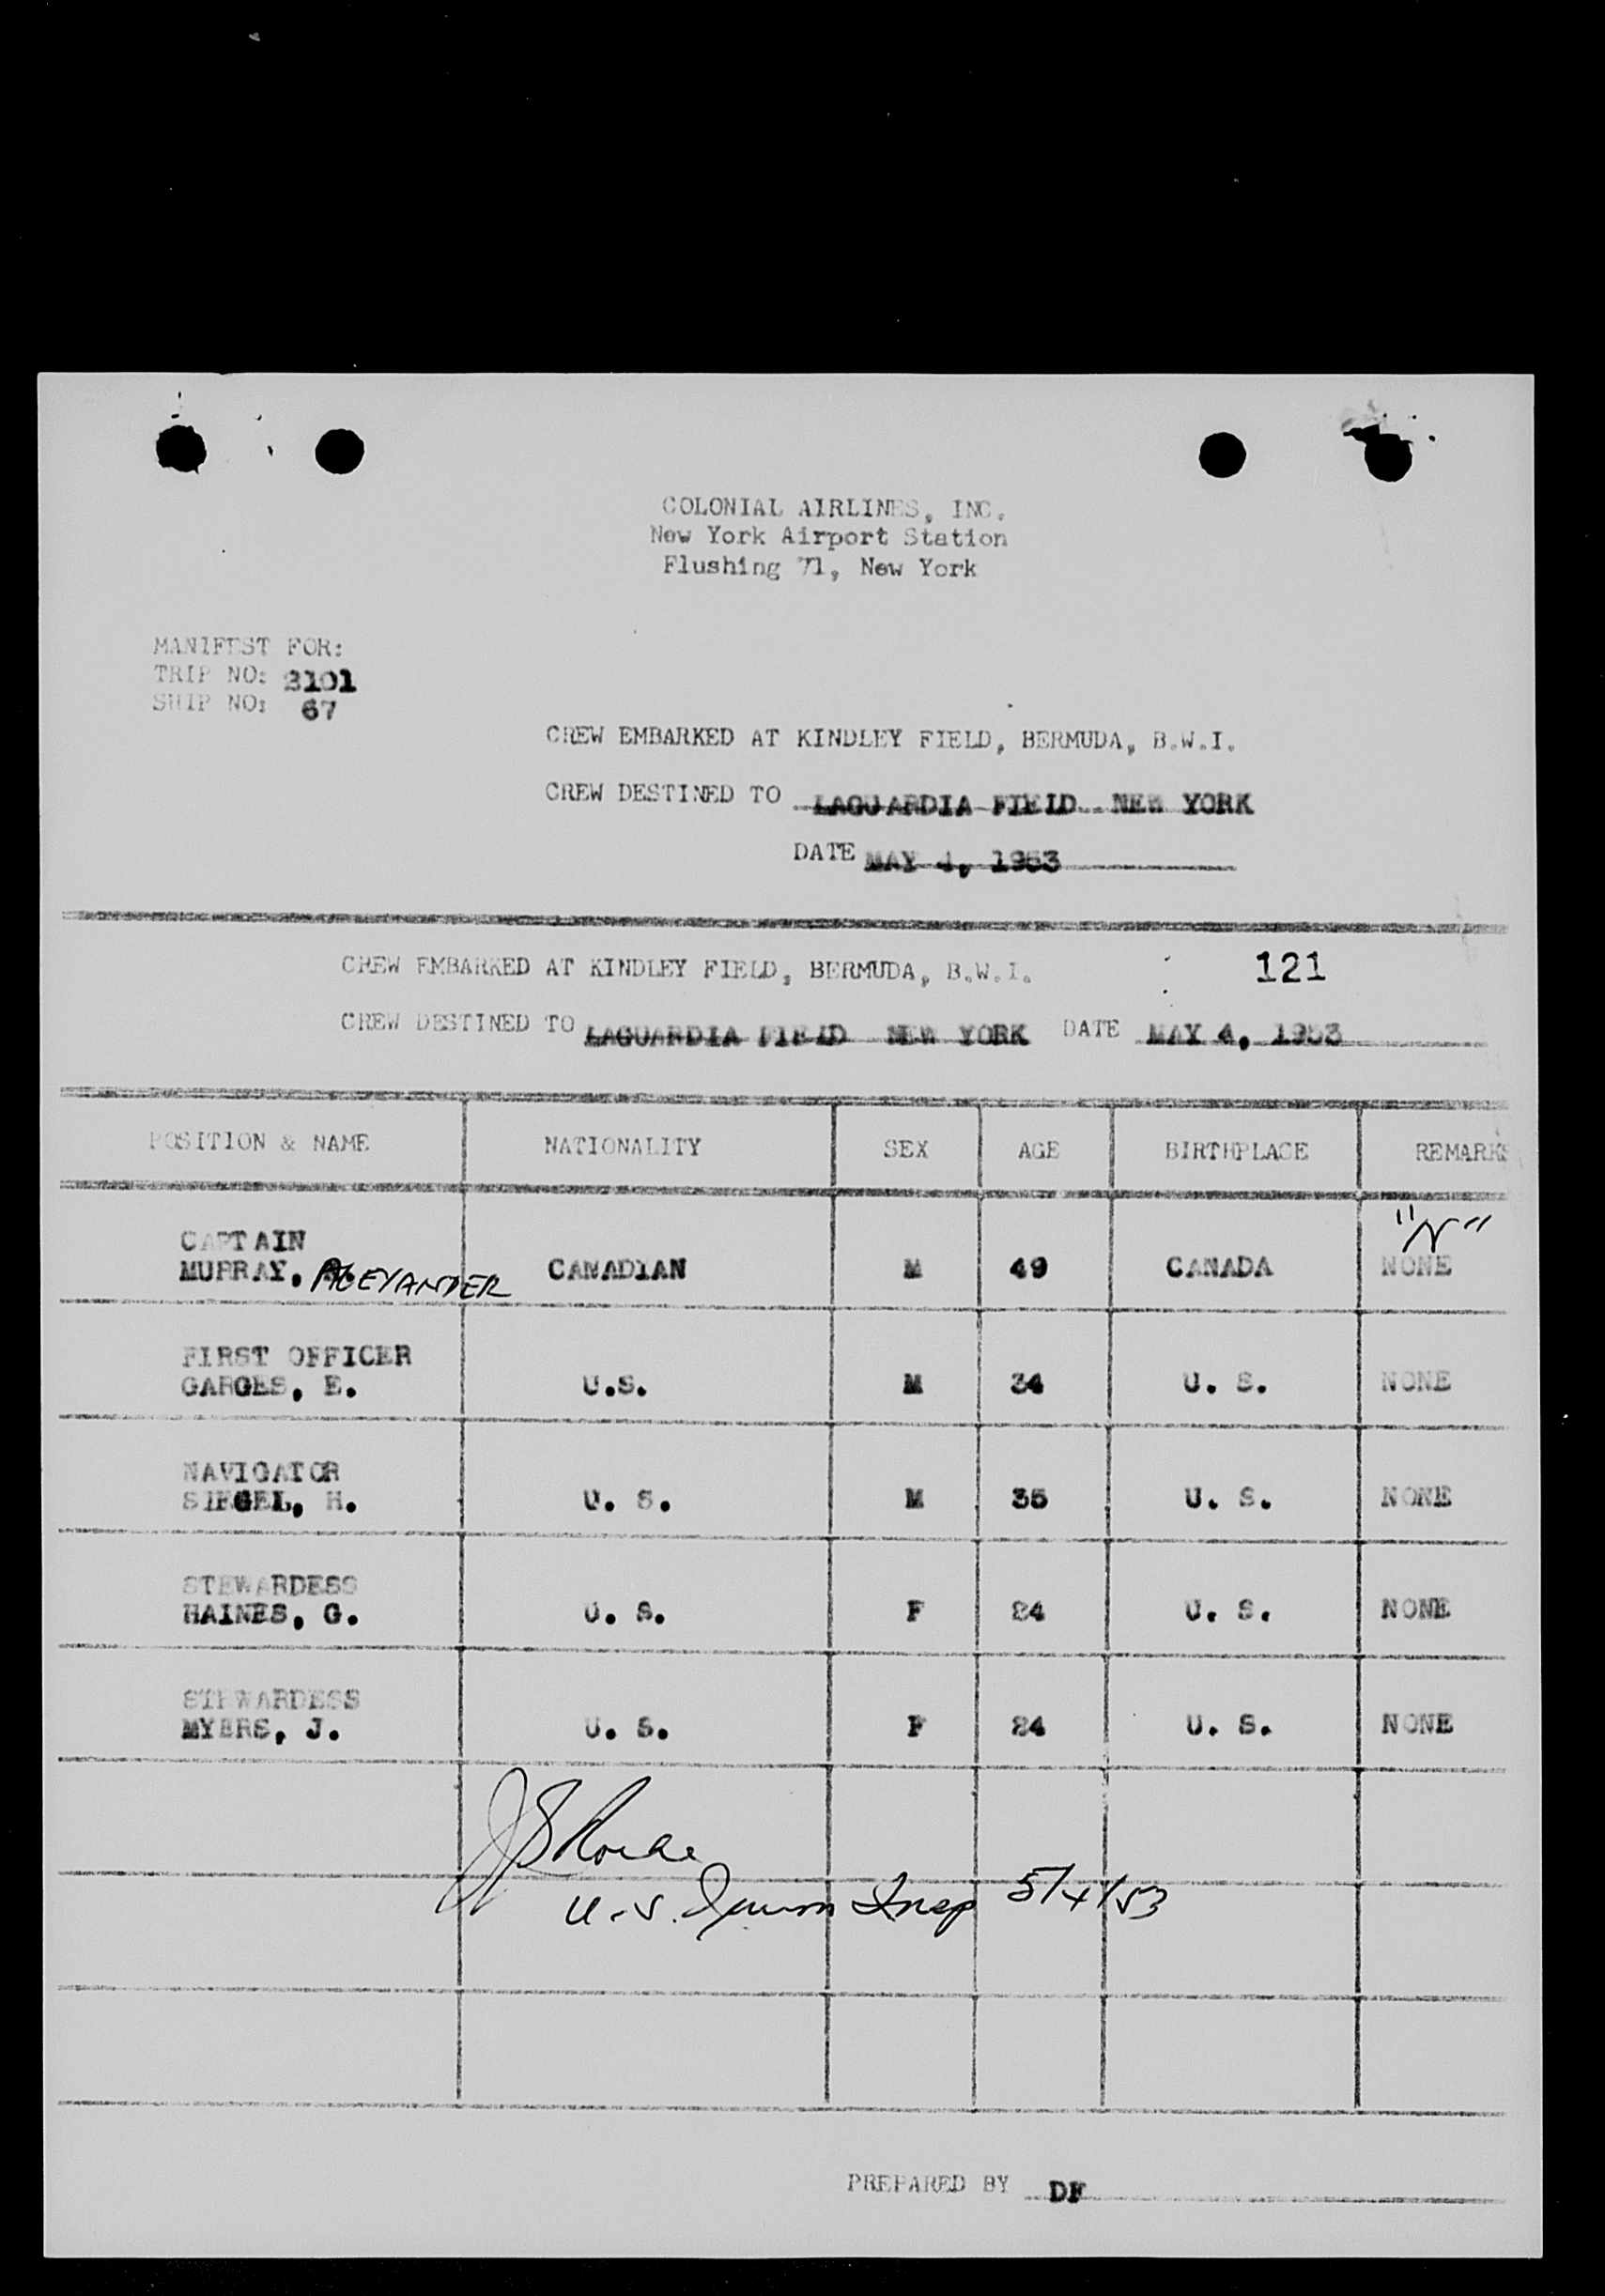 COLONIAL AIRLINES, INC.
New York Airport Station
Flushing 71, New York
MANIFEST FOR:
TRIP NO: 2101
SHIP NO: 67
CREW EMBARKED AT KINDLEY FIELD, BERMUDA, B.W.I.
CREW DESTINED TO LAGUARDIA FIELD NEW YORK
DATE MAY 4, 1953
CREW EMBARKED AT KINDLEY FIELD, BERMUDA, B.W.I. 121
CREW DESTINED TO LAGUARDIA FIELD NEW YORK DATE MAY 4, 1953
POSITION & NAME NATIONALITY SEX AGE BIRTHPLACE REMARKS
"N"
CAPTAIN
MURRAY, ALEXANDER CANADIAN M 49 CANADA NONE
FIRST OFFICER
GARGES, E. U.S. M 34 U. S. NONE
NAVIGATOR
SIEGEL, H. U. S. M 35 U. S. NONE
STEWARDESS
HAINES, G. U. S. F 24 U. S. NONE
STEWARDESS
MYERS, J. U. S. F 24 U. S. NONE
U.S. Imm Insp 5/4/53
PREPARED BY DF